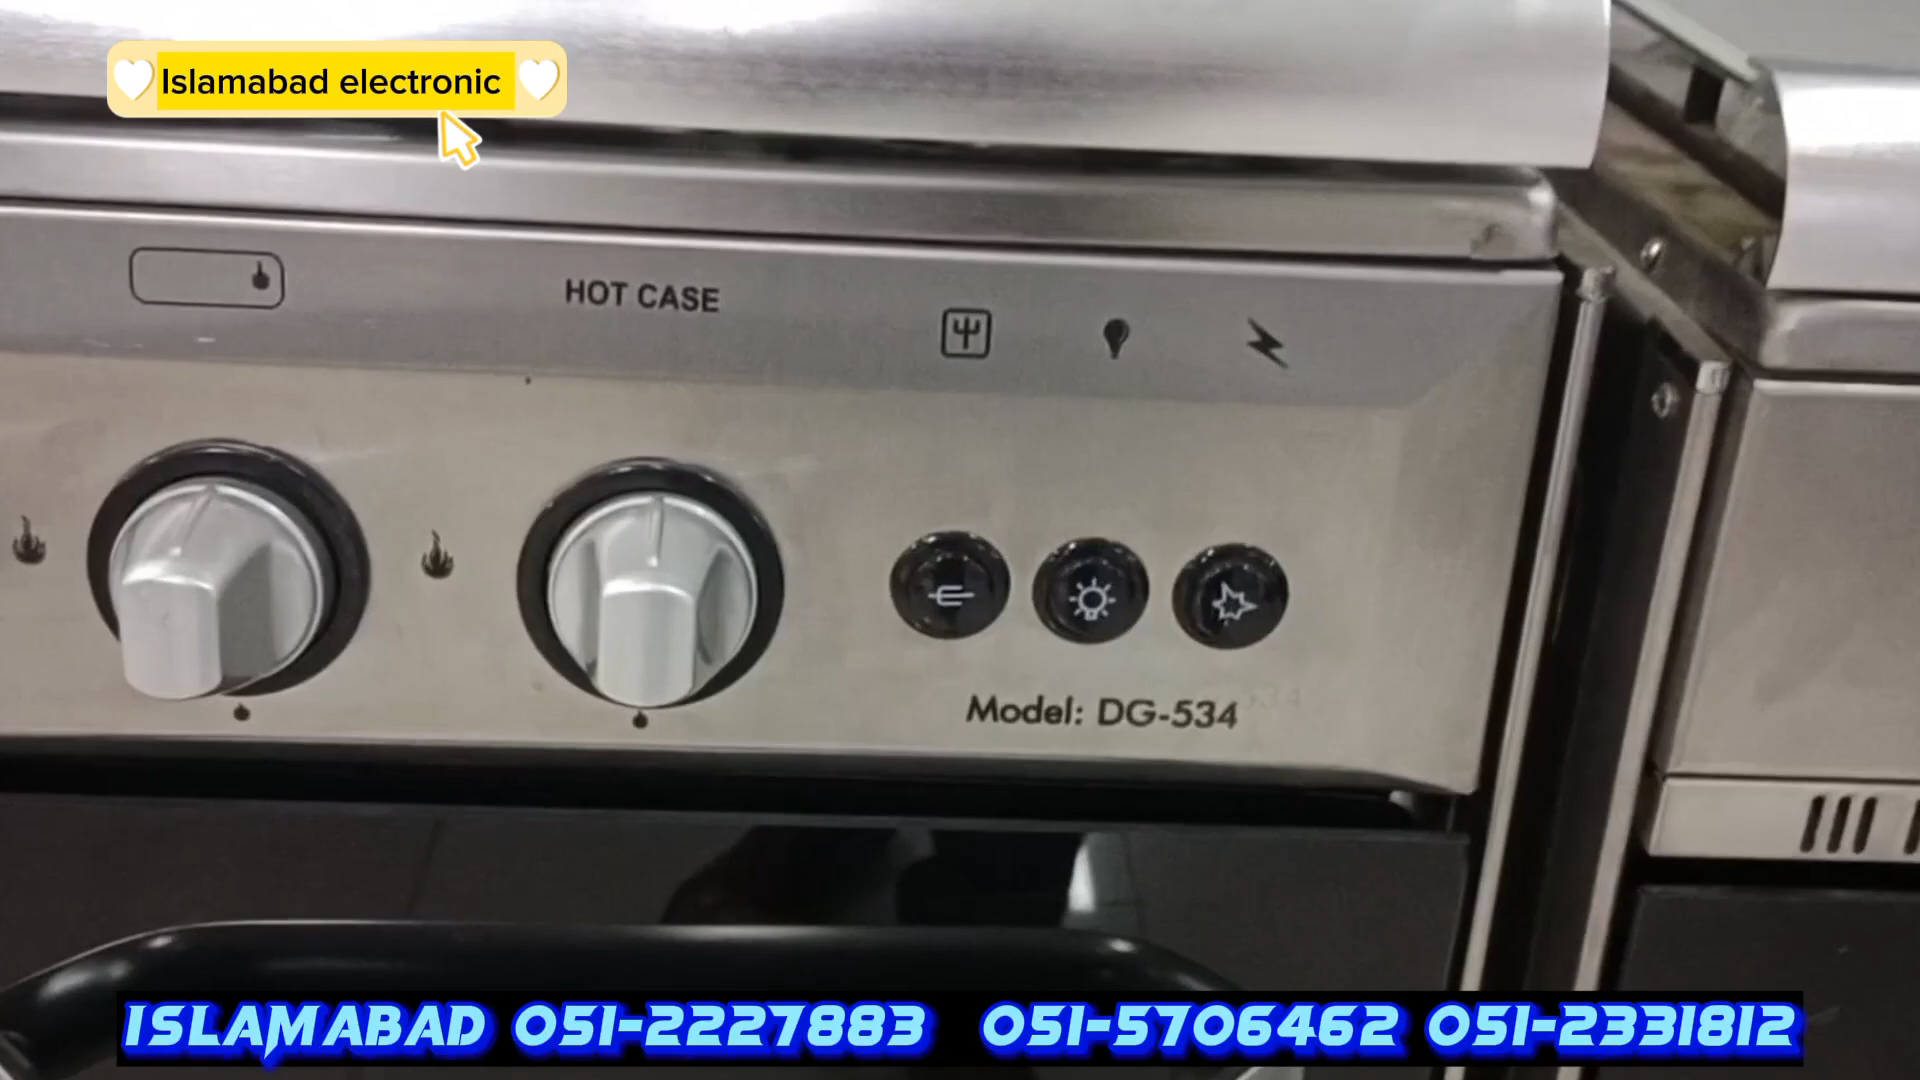 Islamabad electronic
HOT CASE
Model: DG-534
ISLAMABAD 051-2227883 051-5706462 051-2331812